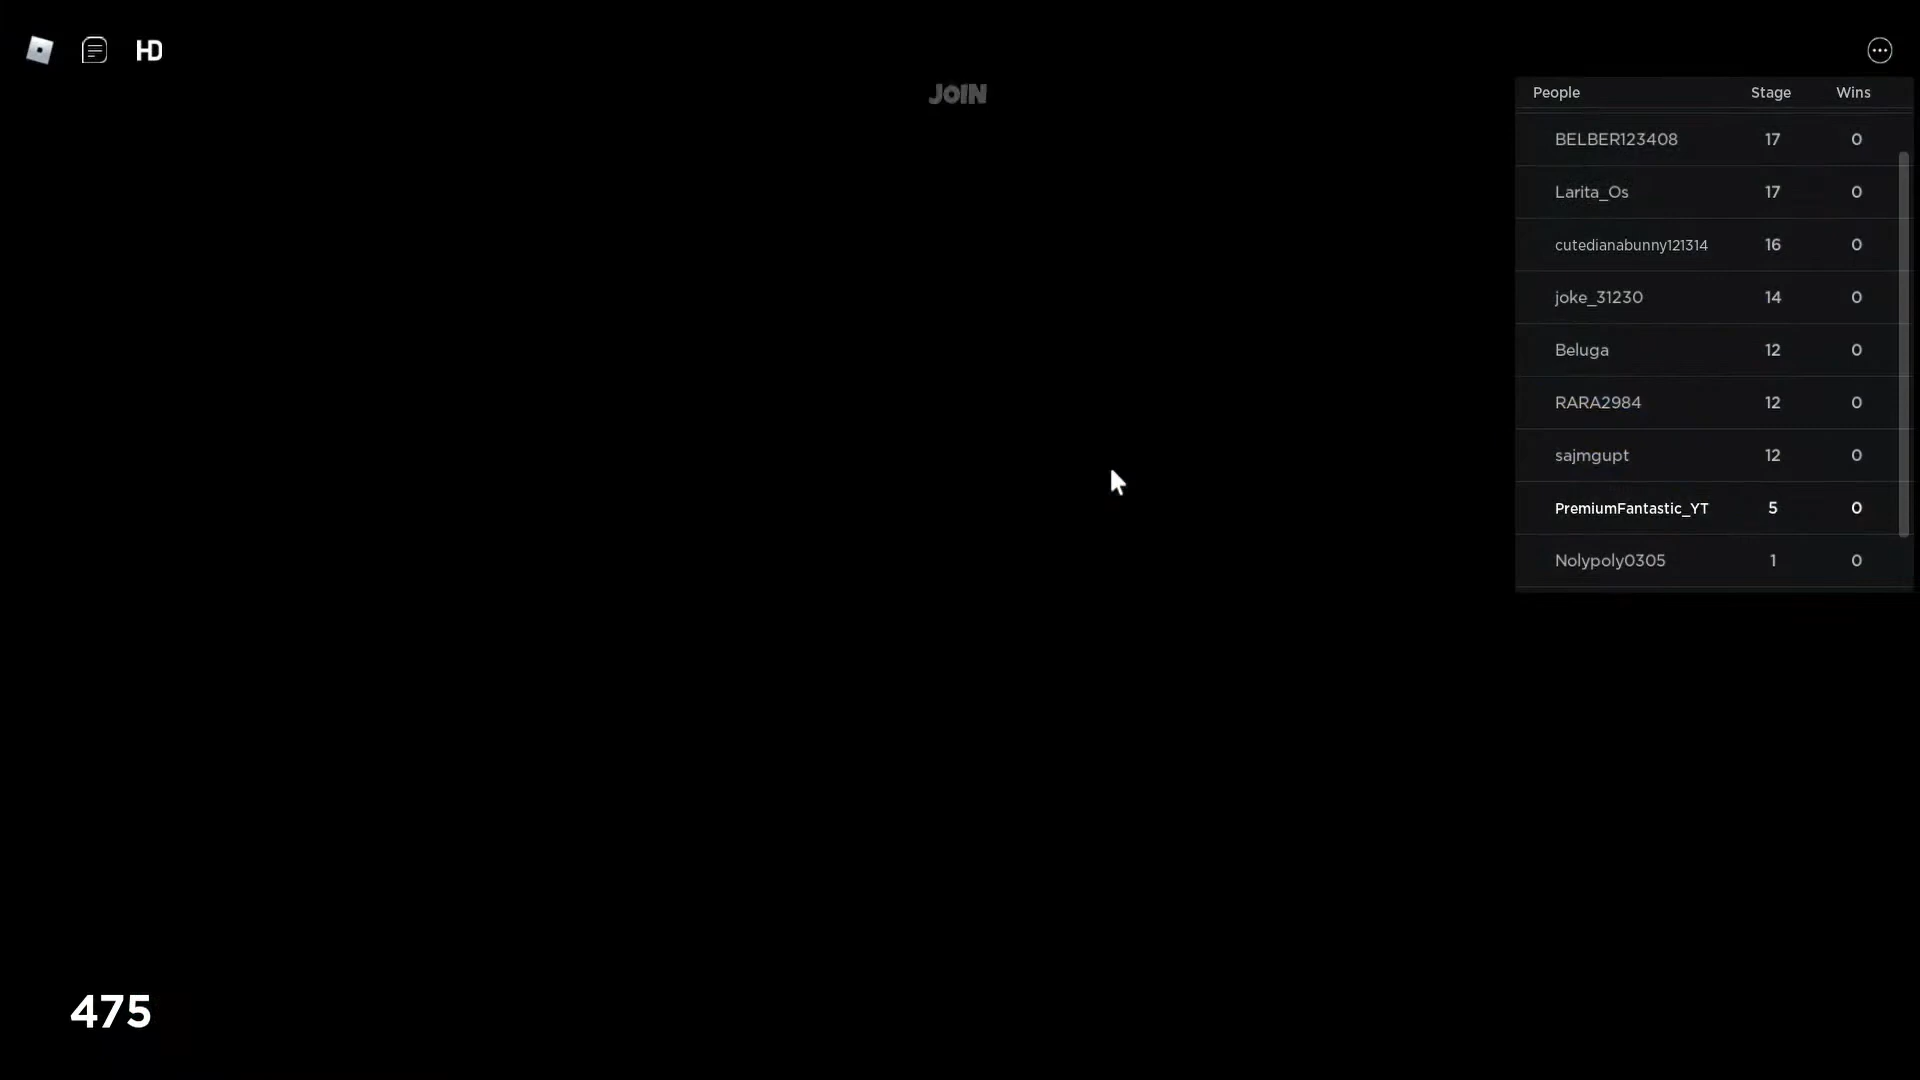 HD
JOIN
People Stage Wins
BELBER123408 17 0
Larita_Os 17 0
cutedianabunny121314 16 0
joke_31230 14 0
Beluga 12 0
RARA2984 12 0
sajmgupt 12 0
PremiumFantastic_YT 5 0
Nolypoly0305 1 0
475